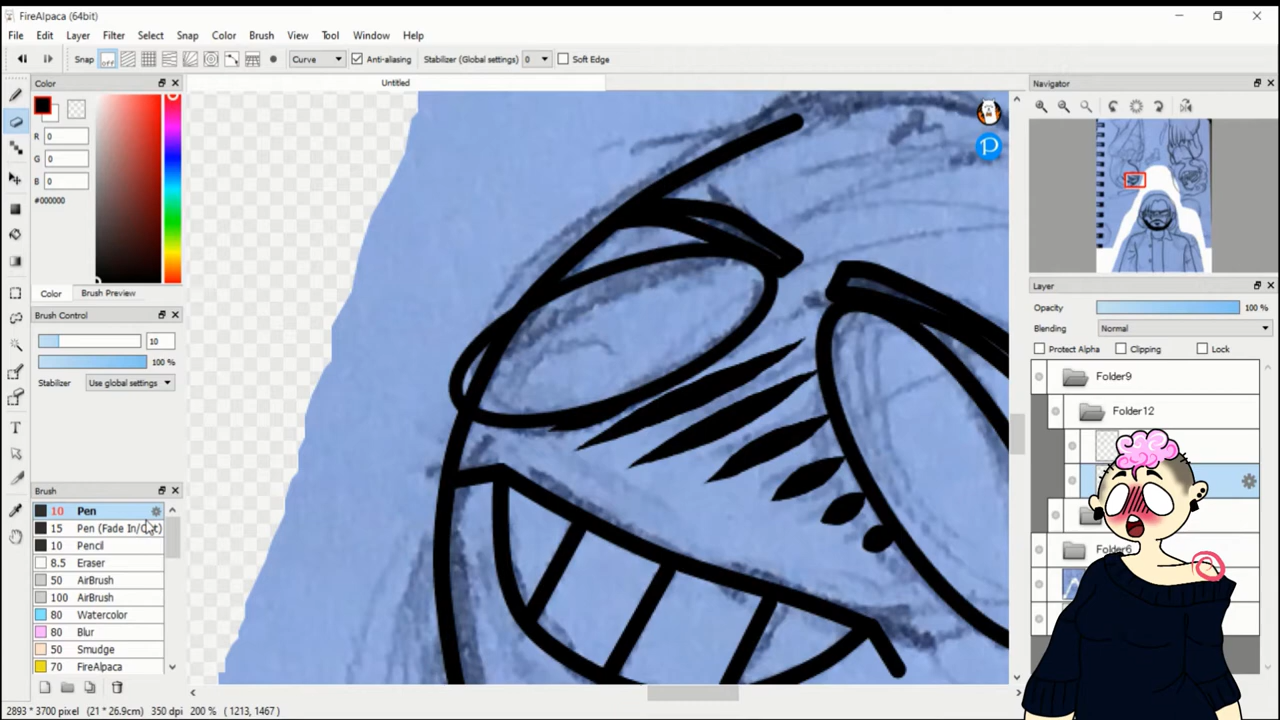 FireAlpaca (64bit)
File Edit Layer Filter Select Snap Color Brush View Tool Window Help
Snap off Curve Anti-aliasing Stabilizer (Global settings) 0 Soft Edge
Color
Untitled
Navigator
R 0
G 0
B 0
#000000
P
Color Brush Preview
Layer
Brush Control
Opacity 100 %
10
Blending Normal
100 %
Protect Alpha Clipping Lock
Stabilizer Use global settings
Folder9
Folder12
Brush
10 Pen
15 Pen (Fade In/Out)
10 Pencil
Folder6
8.5 Eraser
50 AirBrush
100 AirBrush
80 Watercolor
80 Blur
50 Smudge
70 FireAlpaca
2893 * 3700 pixel (21 * 26.9cm) 350 dpi 200 % ( 1213, 1467 )